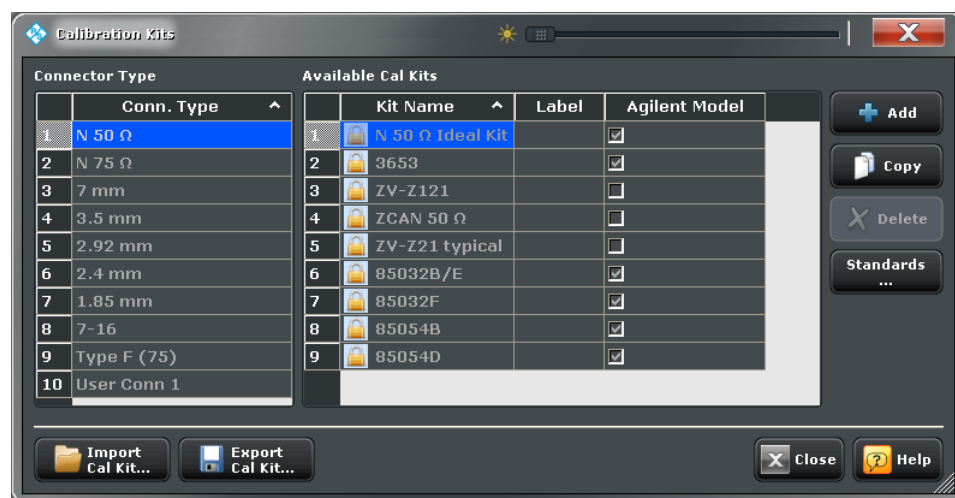 Calibration Kits
X
Connector Type
Available Cal Kits
Conn. Type
Kit Name Label Agilent Model
1 N 50 Ω
2 N 75 Ω
3 7 mm
4 3.5 mm
5 2.92 mm
6 2.4 mm
7 1.85 mm
8 7-16
9 Type F (75)
10 User Conn 1
1 N 50 Ω Ideal Kit
2 3653
3 ZV-Z121
4 ZCAN 50 Ω
5 ZV-Z21 typical
6 85032B/E
7 85032F
8 85054B
9 85054D
Add
Copy
Delete
Standards
...
Import
Cal Kit...
Export
Cal Kit...
X Close
? Help